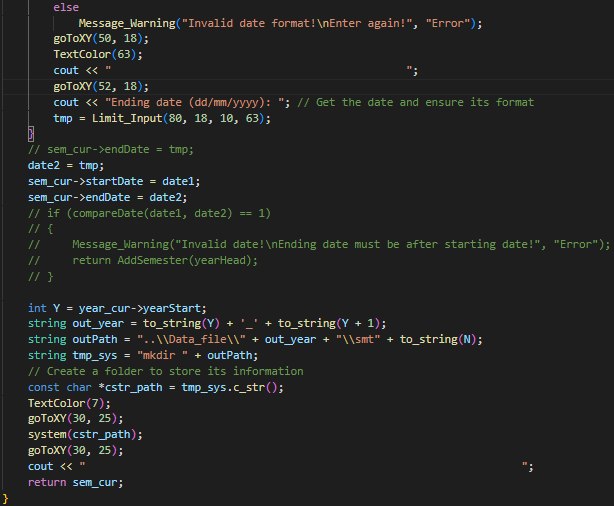 else
Message_Warning("Invalid date format!\nEnter again!", "Error");
goToXY(50, 18);
TextColor(63);
cout << "                                             ";
goToXY(52, 18);
cout << "Ending date (dd/mm/yyyy): "; // Get the date and ensure its format
tmp = Limit_Input(80, 18, 10, 63);
}
// sem_cur->endDate = tmp;
date2 = tmp;
sem_cur->startDate = date1;
sem_cur->endDate = date2;
// if (compareDate(date1, date2) == 1)
// {
//     Message_Warning("Invalid date!\nEnding date must be after starting date!", "Error");
//     return AddSemester(yearHead);
// }
int Y = year_cur->yearStart;
string out_year = to_string(Y) + '_' + to_string(Y + 1);
string outPath = "..\\Data_file\\" + out_year + "\\smt" + to_string(N);
string tmp_sys = "mkdir " + outPath;
// Create a folder to store its information
const char *cstr_path = tmp_sys.c_str();
TextColor(7);
goToXY(30, 25);
system(cstr_path);
goToXY(30, 25);
cout << "                                                                   ";
return sem_cur;
}